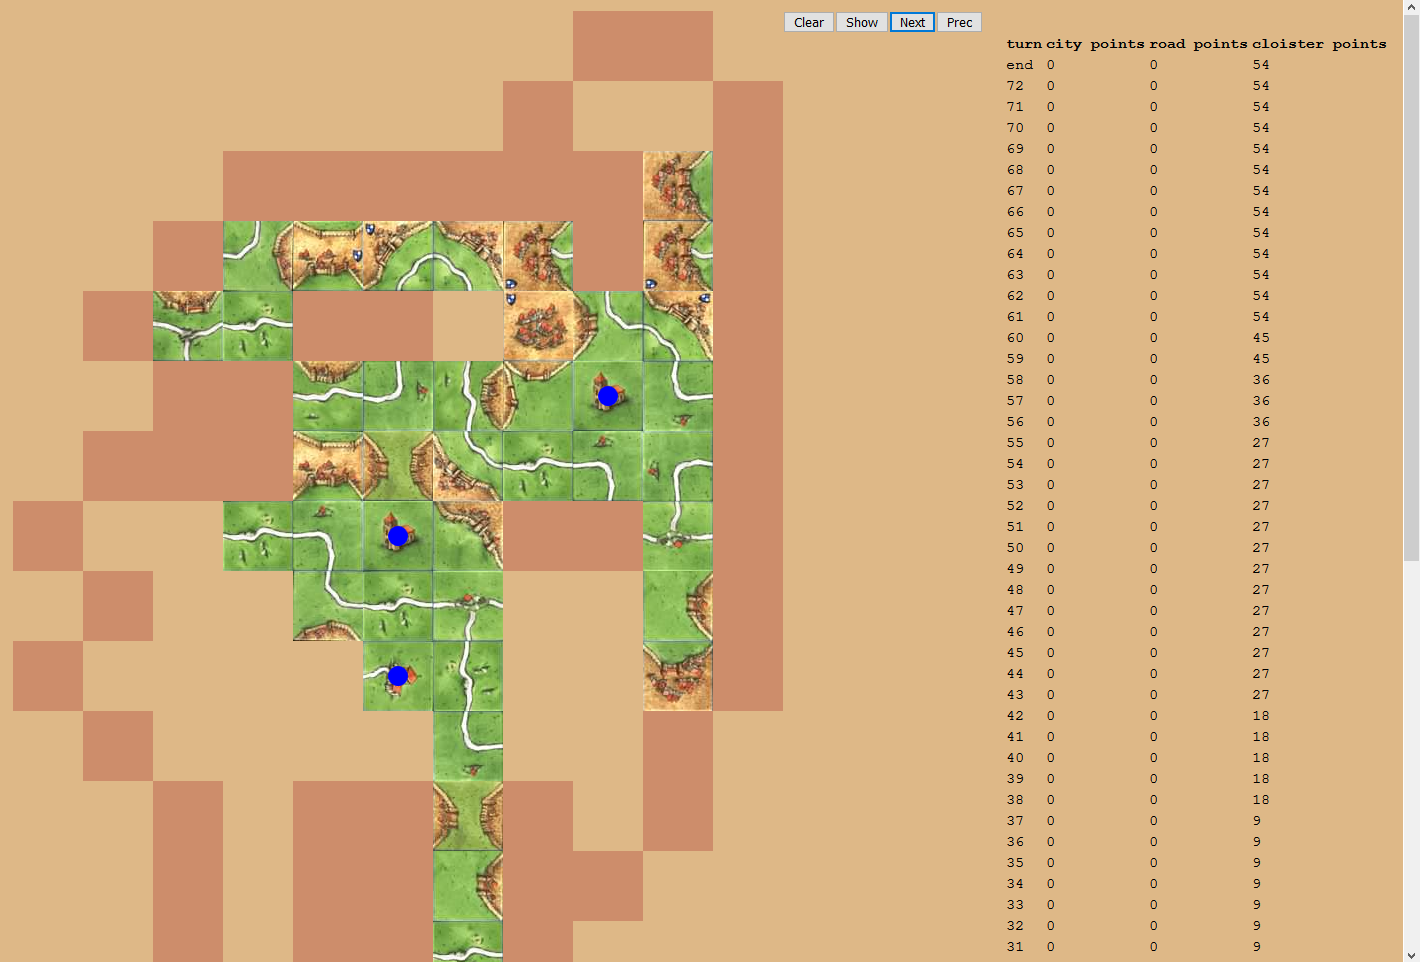 Clear Show Next Prec
turn city points road points cloister points
end 0 0 54
72 0 0 54
71 0 0 54
70 0 0 54
69 0 0 54
68 0 0 54
67 0 0 54
66 0 0 54
65 0 0 54
64 0 0 54
63 0 0 54
62 0 0 54
61 0 0 54
60 0 0 45
59 0 0 45
58 0 0 36
57 0 0 36
56 0 0 36
55 0 0 27
54 0 0 27
53 0 0 27
52 0 0 27
51 0 0 27
50 0 0 27
49 0 0 27
48 0 0 27
47 0 0 27
46 0 0 27
45 0 0 27
44 0 0 27
43 0 0 27
42 0 0 18
41 0 0 18
40 0 0 18
39 0 0 18
38 0 0 18
37 0 0 9
36 0 0 9
35 0 0 9
34 0 0 9
33 0 0 9
32 0 0 9
31 0 0 9